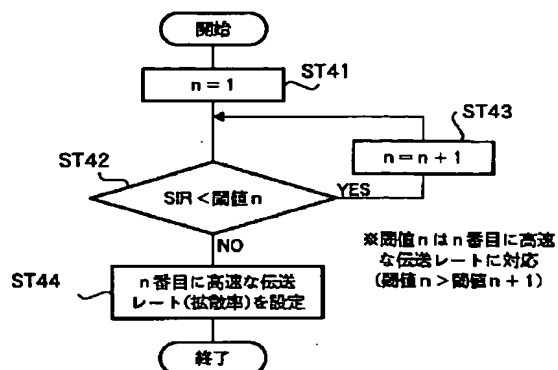 開始
ST41
n = 1
ST43
n = n + 1
ST42
SIR < 閾値 n
YES
NO
※閾値 n は n 番目に高速
な伝送レートに対応
(閾値 n > 閾値 n + 1)
ST44
n 番目に高速な伝送
レート(拡散率)を設定
終了